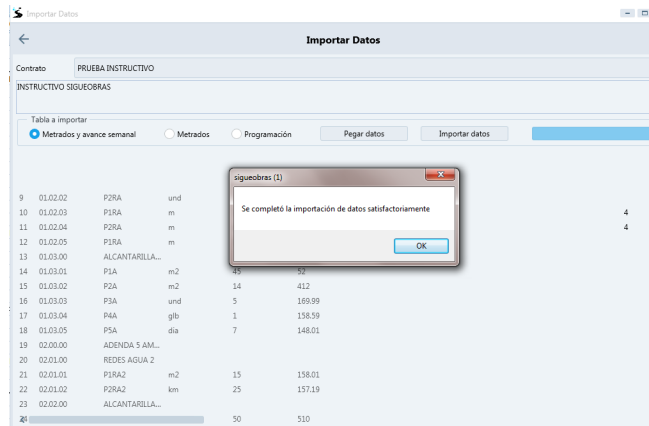 Importar Datos
Importar Datos
Contrato PRUEBA INSTRUCTIVO
INSTRUCTIVO SIGUEOBRAS
Tabla a importar
Metrados y avance semanal Metrados Programación Pegar datos Importar datos
sigueobras (1)
Se completó la importación de datos satisfactoriamente
OK
9 01.02.02 P2RA und
10 01.02.03 P1RA m 4
11 01.02.04 P2RA m 4
12 01.02.05 P1RA m
13 01.03.00 ALCANTARILLA...
14 01.03.01 P1A m2 45 52
15 01.03.02 P2A m2 14 412
16 01.03.03 P3A und 5 169.99
17 01.03.04 P4A glb 1 158.59
18 01.03.05 P5A dia 7 148.01
19 02.00.00 ADENDA 5 AM...
20 02.01.00 REDES AGUA 2
21 02.01.01 P1RA2 m2 15 158.01
22 02.01.02 P2RA2 km 25 157.19
23 02.02.00 ALCANTARILLA...
24 50 510